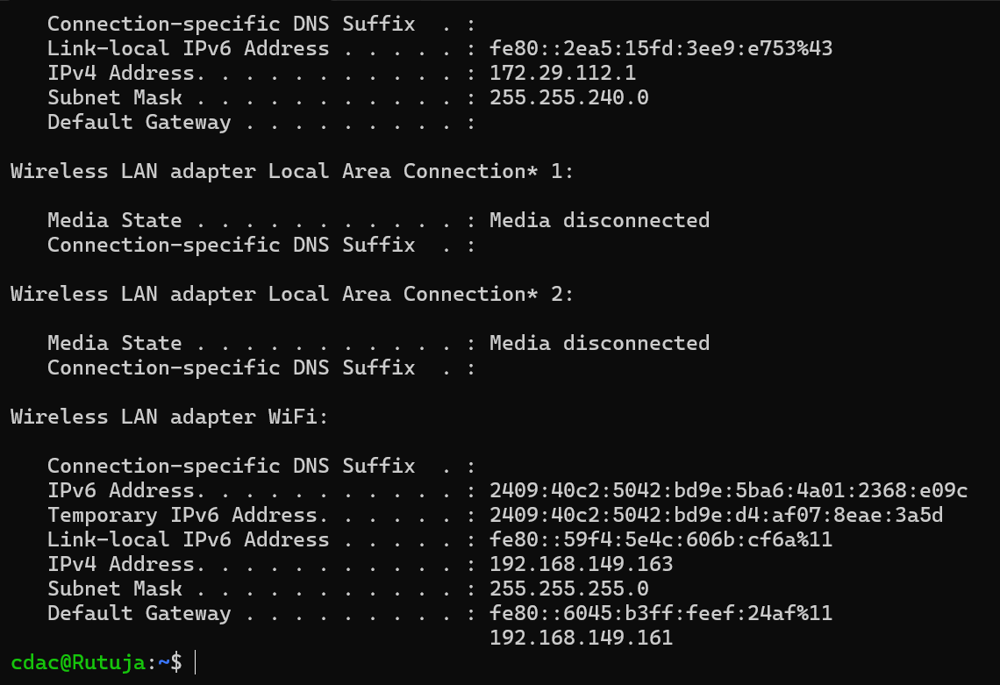 Connection-specific DNS Suffix  . :
Link-local IPv6 Address . . . . . : fe80::2ea5:15fd:3ee9:e753%43
IPv4 Address. . . . . . . . . . . : 172.29.112.1
Subnet Mask . . . . . . . . . . . : 255.255.240.0
Default Gateway . . . . . . . . . :
Wireless LAN adapter Local Area Connection* 1:
Media State . . . . . . . . . . . : Media disconnected
Connection-specific DNS Suffix  . :
Wireless LAN adapter Local Area Connection* 2:
Media State . . . . . . . . . . . : Media disconnected
Connection-specific DNS Suffix  . :
Wireless LAN adapter WiFi:
Connection-specific DNS Suffix  . :
IPv6 Address. . . . . . . . . . . : 2409:40c2:5042:bd9e:5ba6:4a01:2368:e09c
Temporary IPv6 Address. . . . . . : 2409:40c2:5042:bd9e:d4:af07:8eae:3a5d
Link-local IPv6 Address . . . . . : fe80::59f4:5e4c:606b:cf6a%11
IPv4 Address. . . . . . . . . . . : 192.168.149.163
Subnet Mask . . . . . . . . . . . : 255.255.255.0
Default Gateway . . . . . . . . . : fe80::6045:b3ff:feef:24af%11
192.168.149.161
cdac@Rutuja:~$